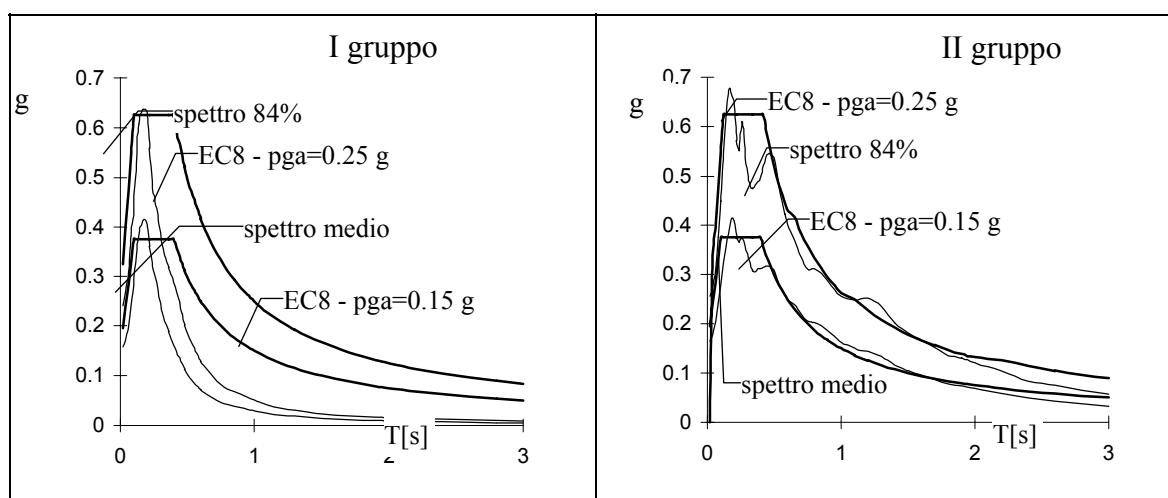 I gruppo
0.7
g
0.6
spettro 84%
EC8 - pga=0.25 g
0.5
0.4
spettro medio
0.3
EC8 - pga=0.15 g
0.2
0.1
0
T[s]
0
1
2
3
II gruppo
0.7
g
EC8 - pga=0.25 g
0.6
spettro 84%
0.5
0.4
EC8 - pga=0.15 g
0.3
0.2
0.1
spettro medio
0
T[s]
0
1
2
3